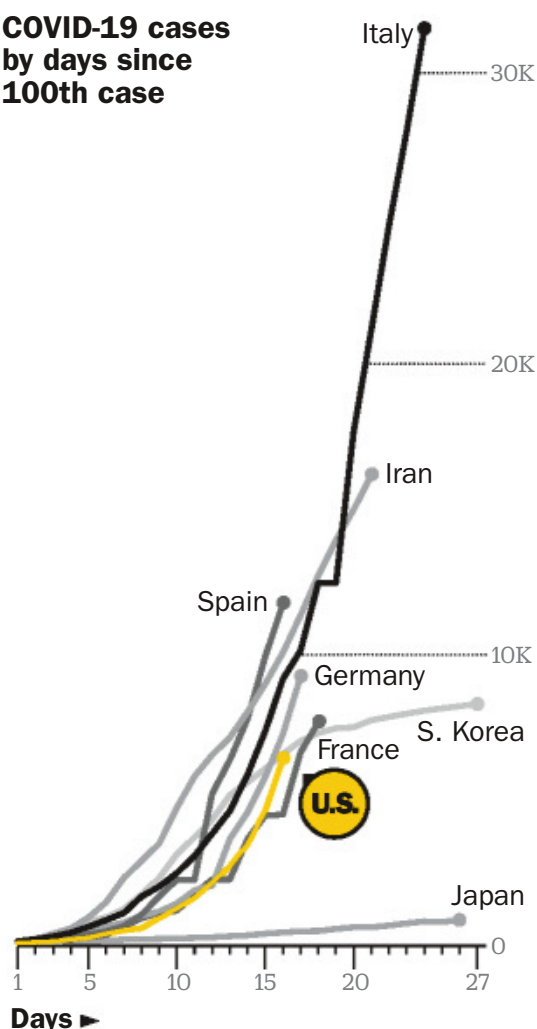 COVID-19 cases
by days since
100th case
Italy
30K
20K
Iran
Spain
10K
Germany
S. Korea
France
U.S.
Japan
0
1 5 10 15 20 27
Days ►